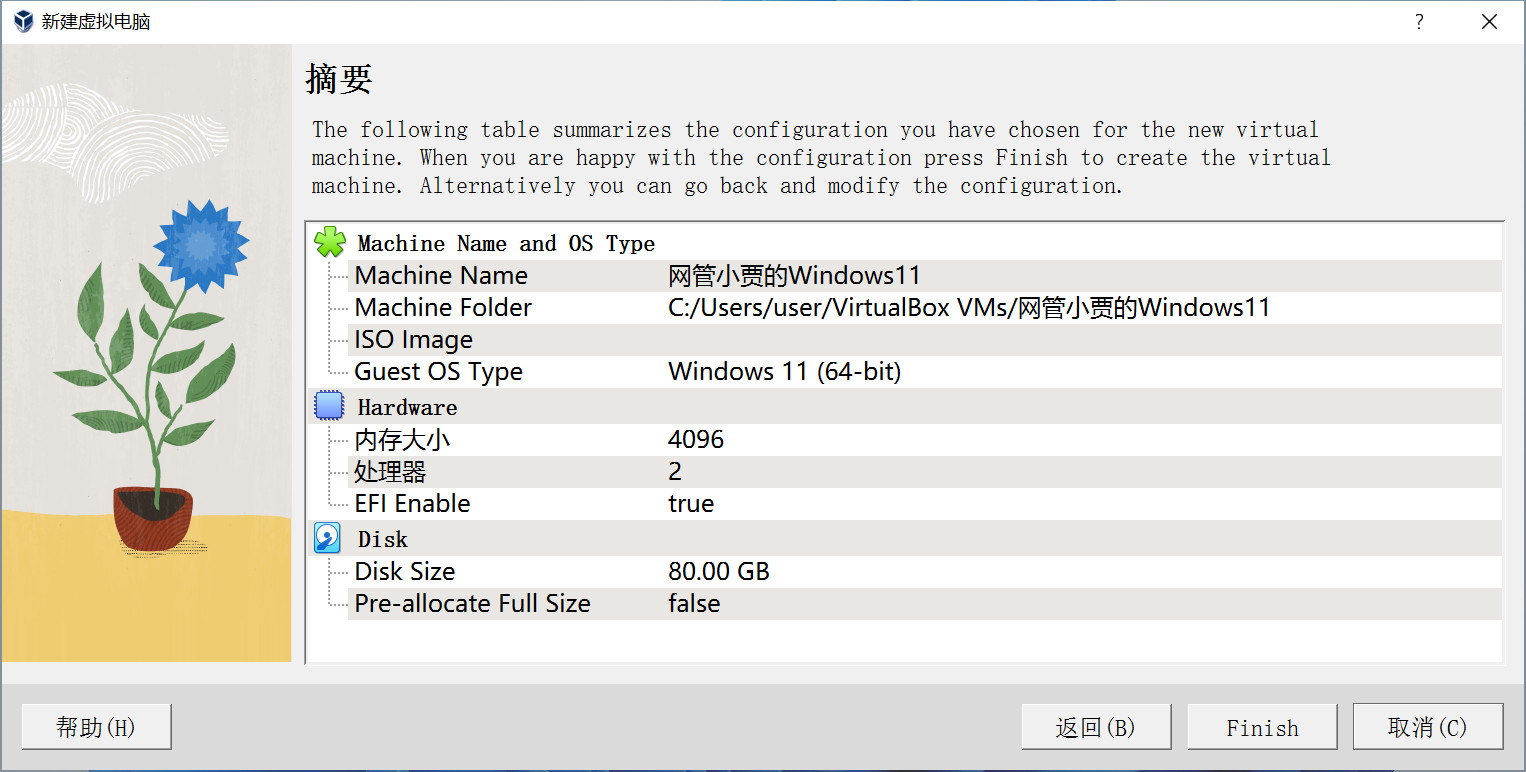 新建虚拟电脑
?
摘要
The following table summarizes the configuration you have chosen for the new virtual
machine. When you are happy with the configuration press Finish to create the virtual
machine. Alternatively you can go back and modify the configuration.
Machine Name and OS Type
Machine Name 网管小贾的Windows11
Machine Folder C:/Users/user/VirtualBox VMs/网管小贾的Windows11
ISO Image
Guest OS Type Windows 11 (64-bit)
Hardware
内存大小 4096
处理器 2
EFI Enable true
Disk
Disk Size 80.00 GB
Pre-allocate Full Size false
帮助(H) 返回(B) Finish 取消(C)